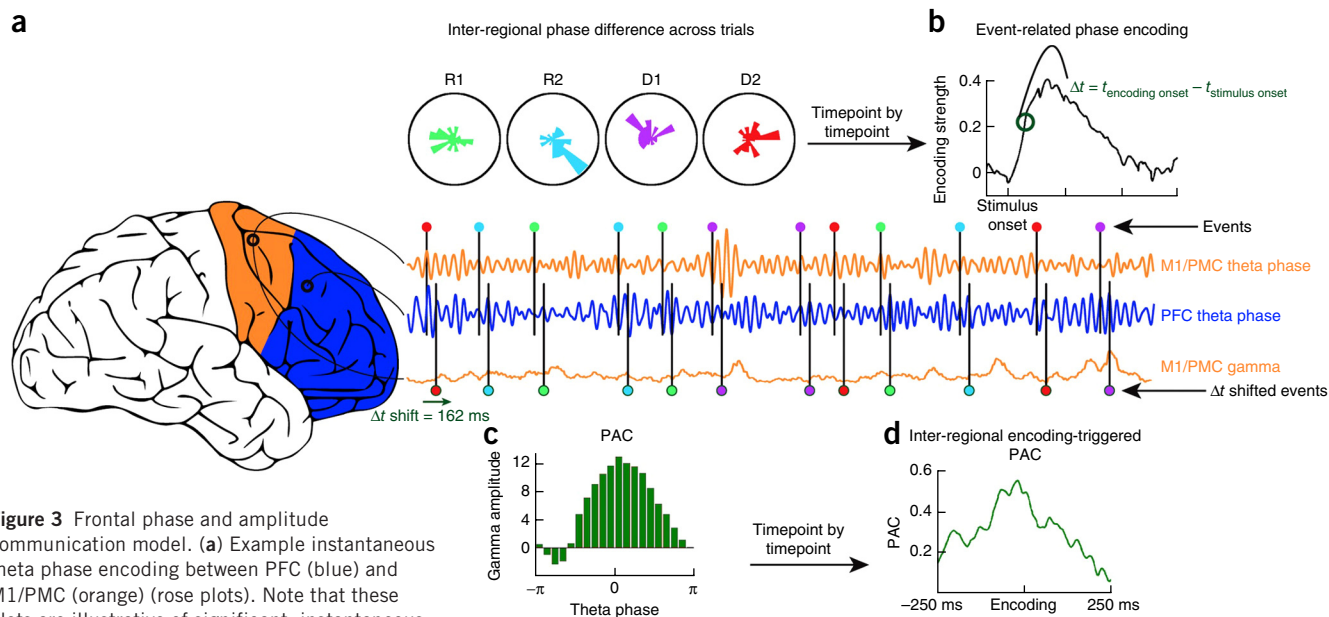 a
Inter-regional phase difference across trials
R1
R2
D1
D2
Timepoint by
timepoint
b
Event-related phase encoding
Encoding strength
0.4
0.2
0
Δt = t encoding onset − t stimulus onset
Stimulus
onset
Events
M1/PMC theta phase
PFC theta phase
M1/PMC gamma
Δt shifted events
Δt shift = 162 ms
c
PAC
Gamma amplitude
12
8
4
0
−π
0
π
Theta phase
Timepoint by
timepoint
d
Inter-regional encoding-triggered
PAC
PAC
0.6
0.4
0.2
−250 ms
Encoding
250 ms
igure 3 Frontal phase and amplitude
ommunication model. (a) Example instantaneous
heta phase encoding between PFC (blue) and
M1/PMC (orange) (rose plots). Note that these